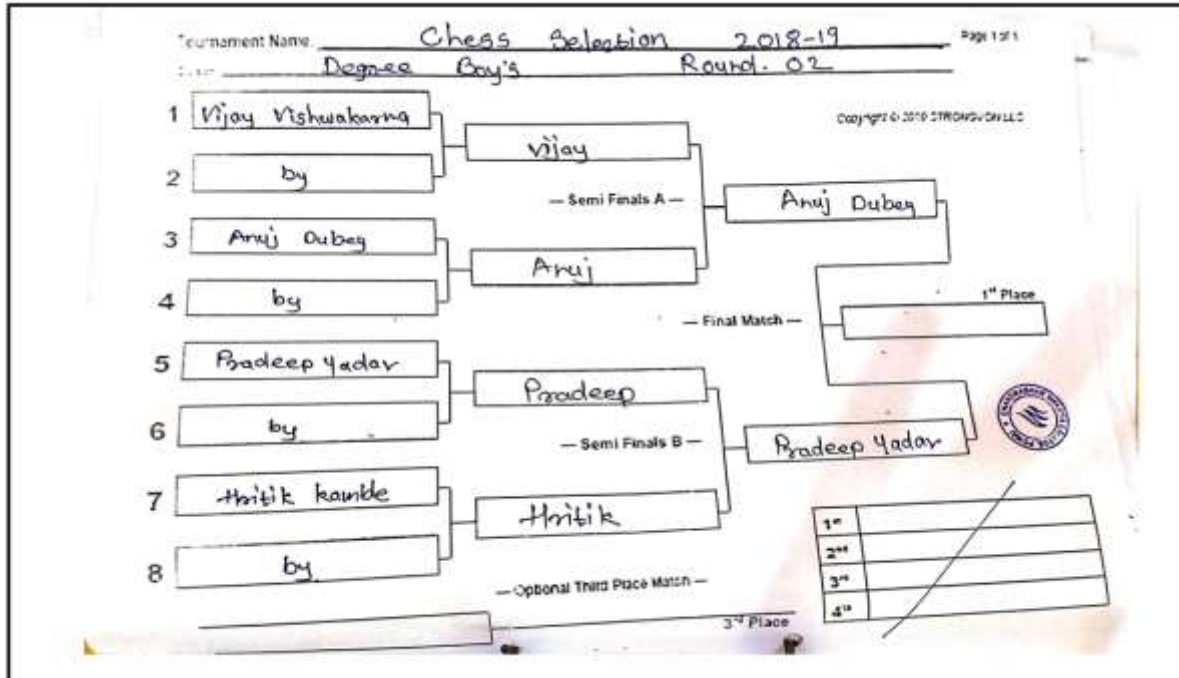 Tournament Name. Chess Selection 2018-19 Page 1 of 1
Degree Boy's Round. 02
Copyright © 2010 STRONGVON LLC
1 Vijay Vishwakarma
Vijay
2 by
— Semi Finals A —
Anuj Dubey
3 Anuj Dubey
Anuj
4 by
1st Place
— Final Match —
5 Pradeep Yadav
Pradeep
6 by
— Semi Finals B —
Pradeep Yadav
7 Hritik kamble
Hritik
8 by
1st
2nd
3rd
4th
— Optional Third Place Match —
3rd Place